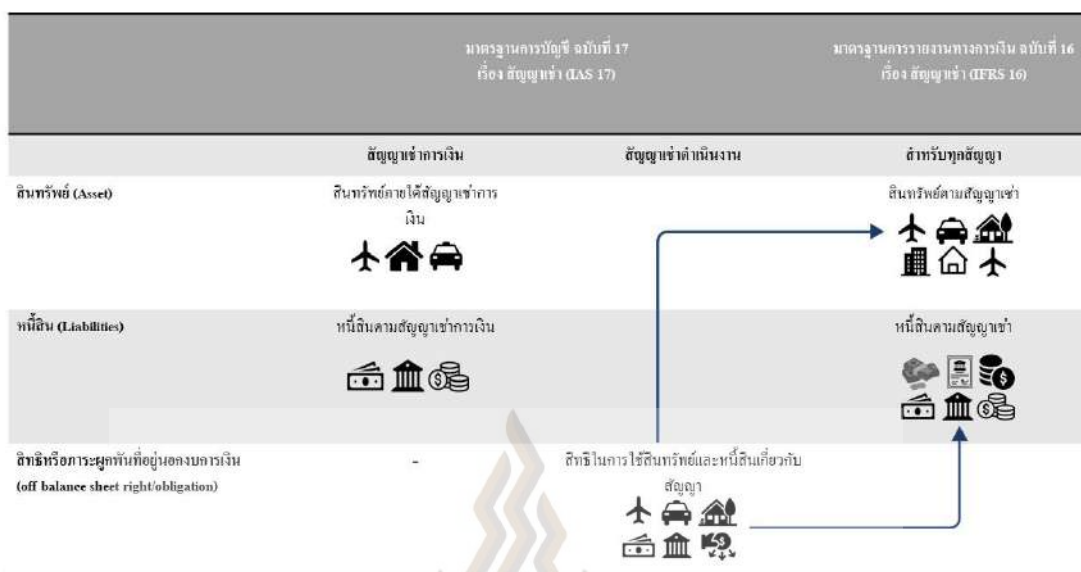 มาตรฐานการบัญชี ฉบับที่ 17
เรื่อง สัญญาเช่า (IAS 17)
มาตรฐานการรายงานทางการเงิน ฉบับที่ 16
เรื่อง สัญญาเช่า (IFRS 16)
สัญญาเช่าการเงิน
สัญญาเช่าดำเนินงาน
สำหรับทุกสัญญา
สินทรัพย์ (Asset)
สินทรัพย์ภายใต้สัญญาเช่าการ
เงิน
สินทรัพย์ตามสัญญาเช่า
หนี้สิน (Liabilities)
หนี้สินตามสัญญาเช่าการเงิน
หนี้สินตามสัญญาเช่า
สิทธิหรือภาระผูกพันที่อยู่นอกงบการเงิน
(off balance sheet right/obligation)
-
สิทธิในการใช้สินทรัพย์และหนี้สินเกี่ยวกับ
สัญญา